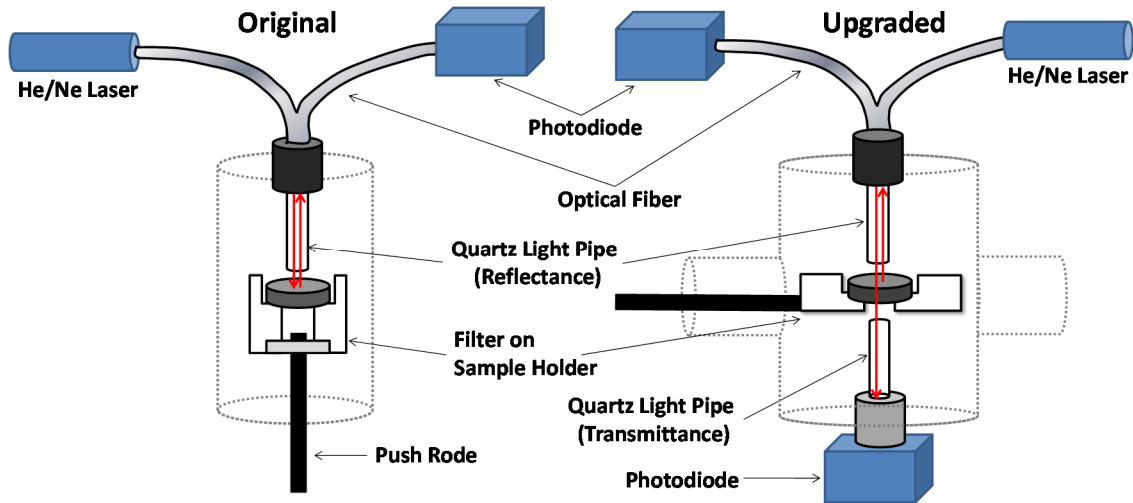 Original
Upgraded
He/Ne Laser
He/Ne Laser
Photodiode
Optical Fiber
Quartz Light Pipe
(Reflectance)
Filter on
Sample Holder
Quartz Light Pipe
(Transmittance)
Push Rode
Photodiode